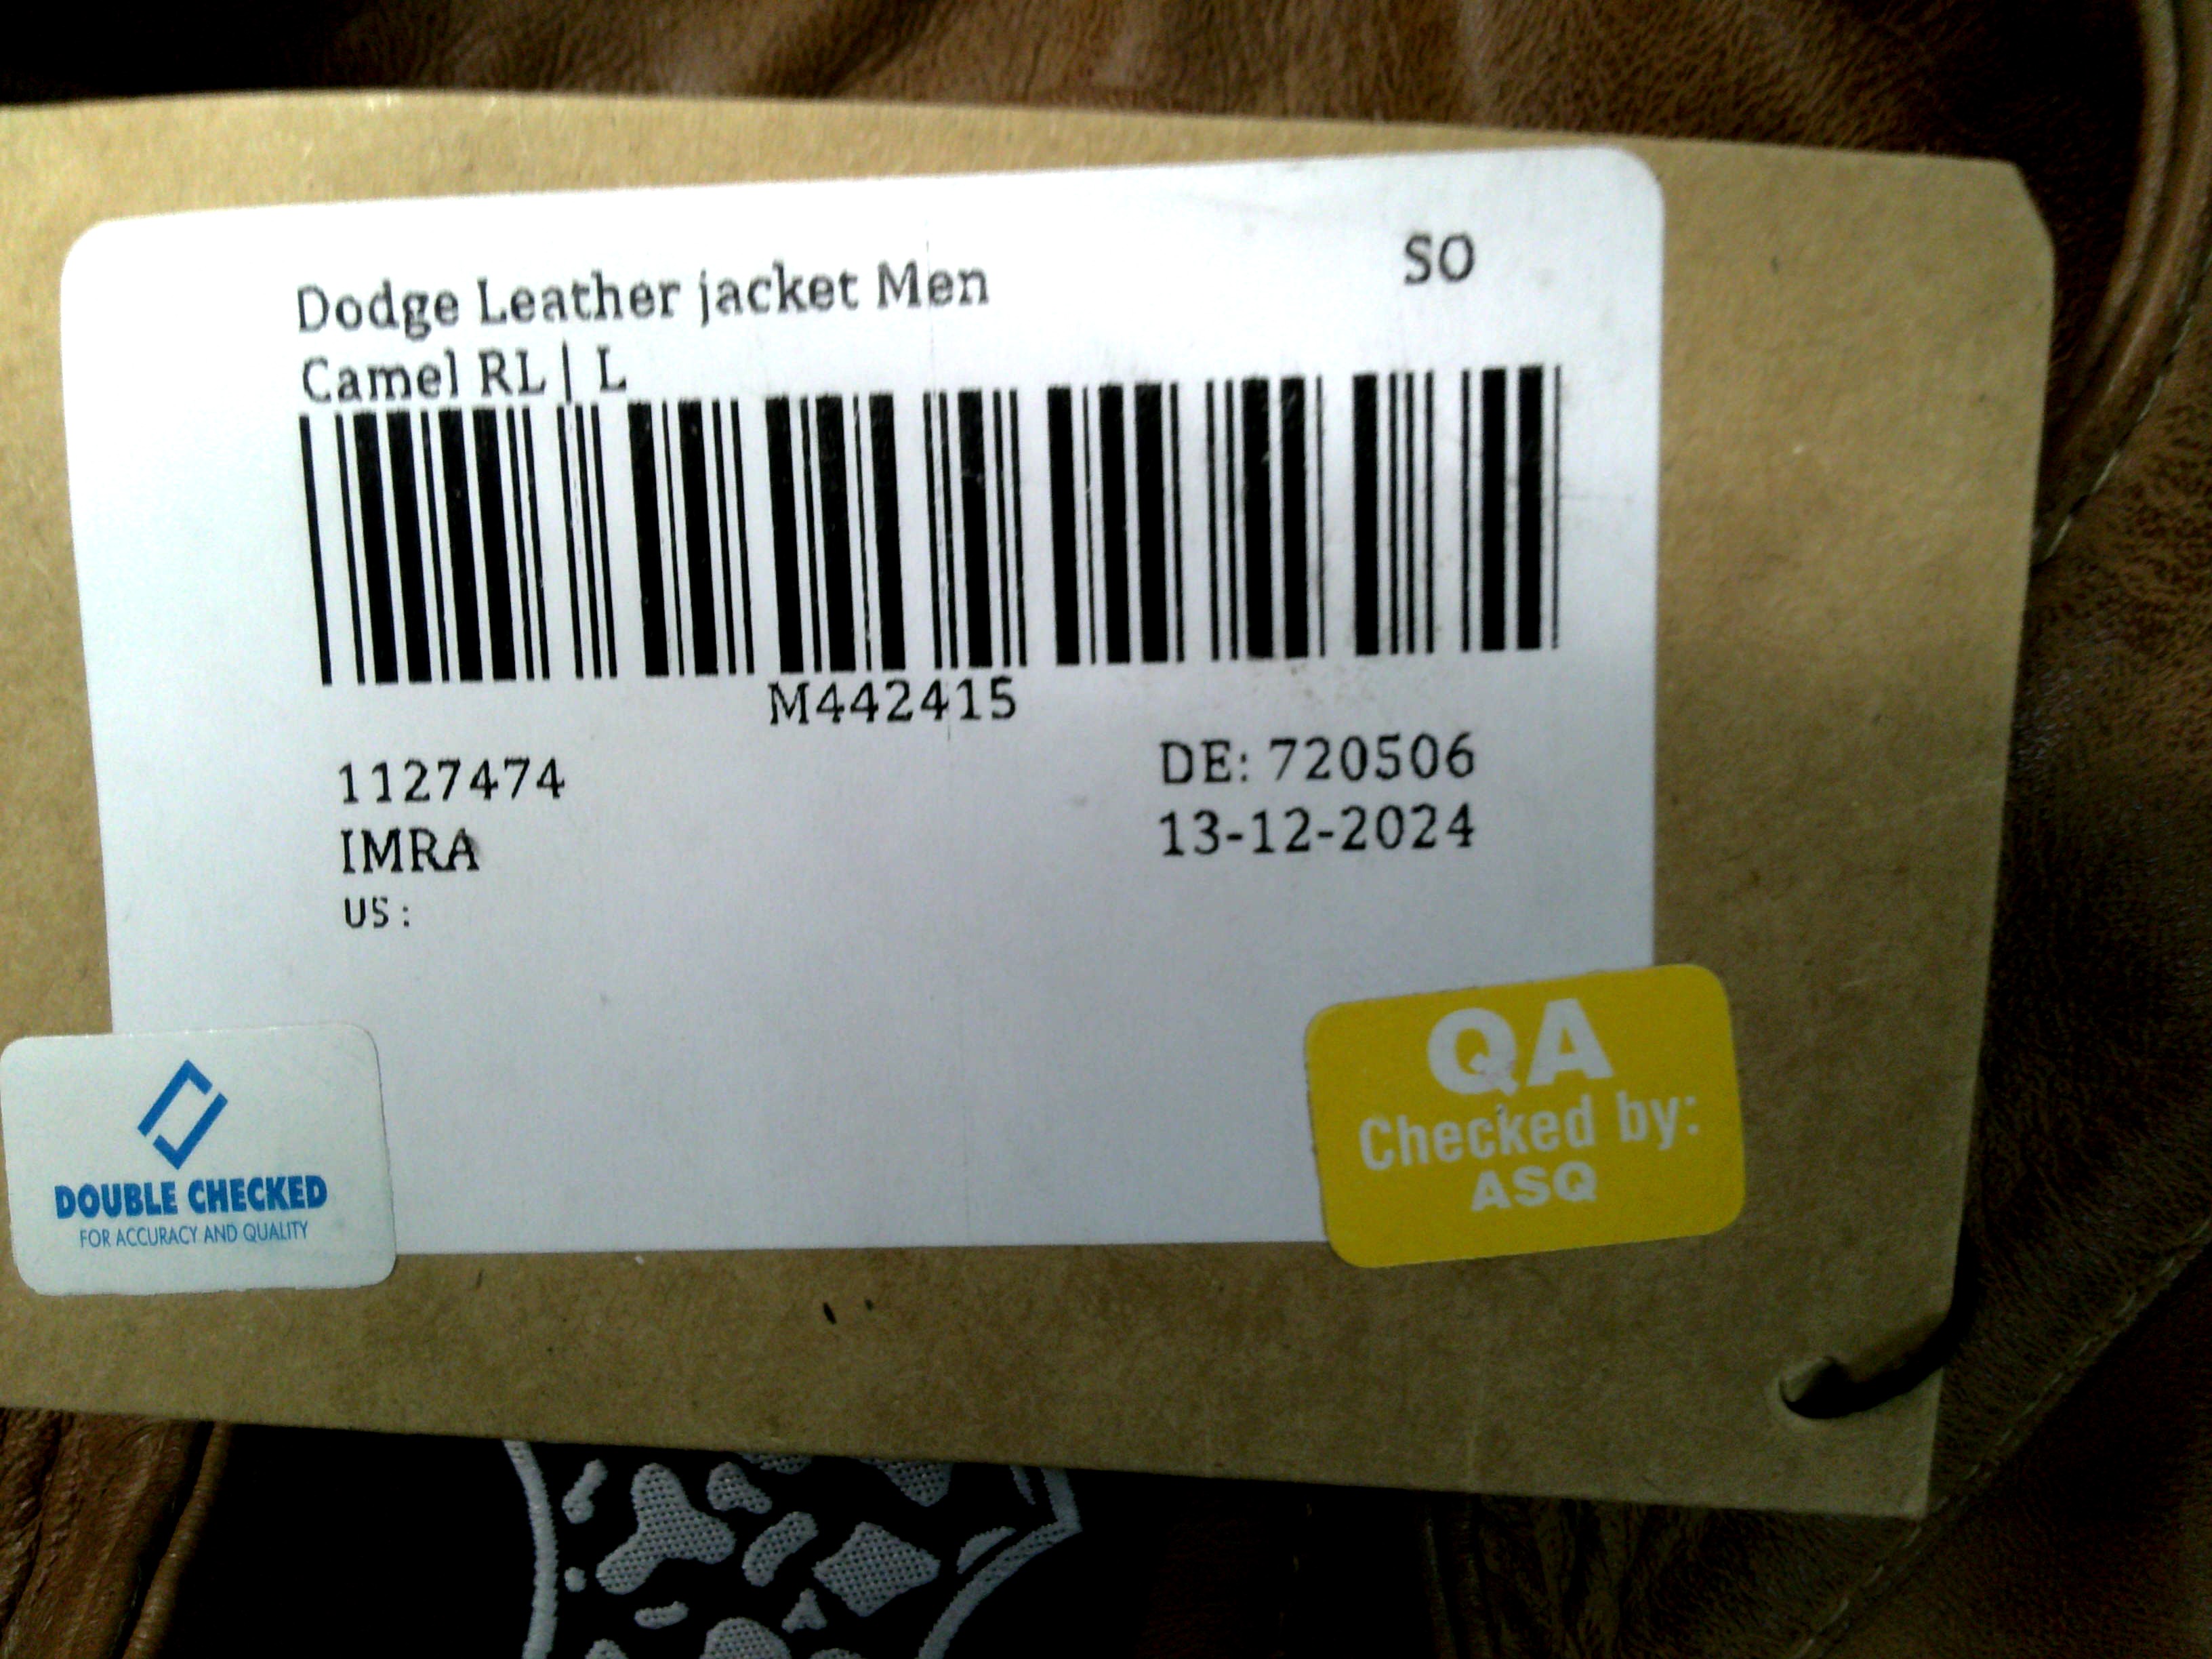 Dodge Leather jacket Men
SO
Camel RL | L
M442415
1127474
DE: 720506
IMRA
13-12-2024
US :
QA
Checked by:
ASQ
DOUBLE CHECKED
FOR ACCURACY AND QUALITY